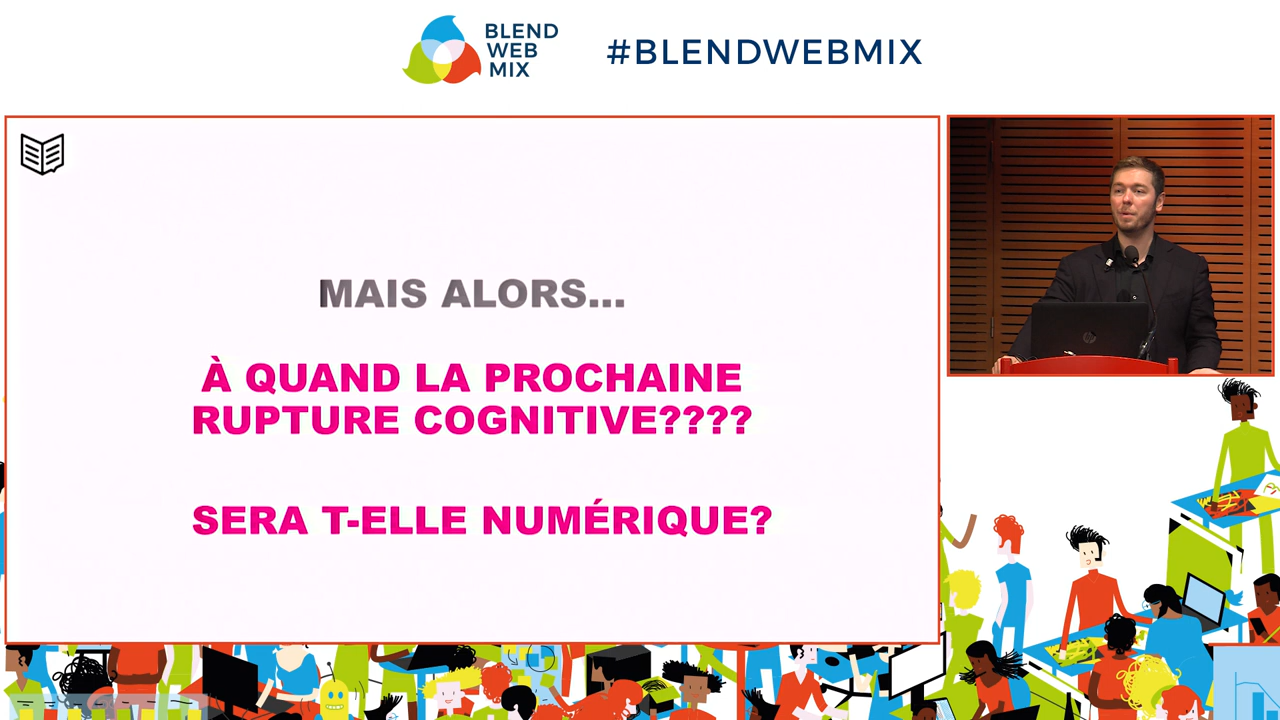 BLEND
WEB
MIX
#BLENDWEBMIX
MAIS ALORS...
À QUAND LA PROCHAINE
RUPTURE COGNITIVE????
SERA T-ELLE NUMÉRIQUE?